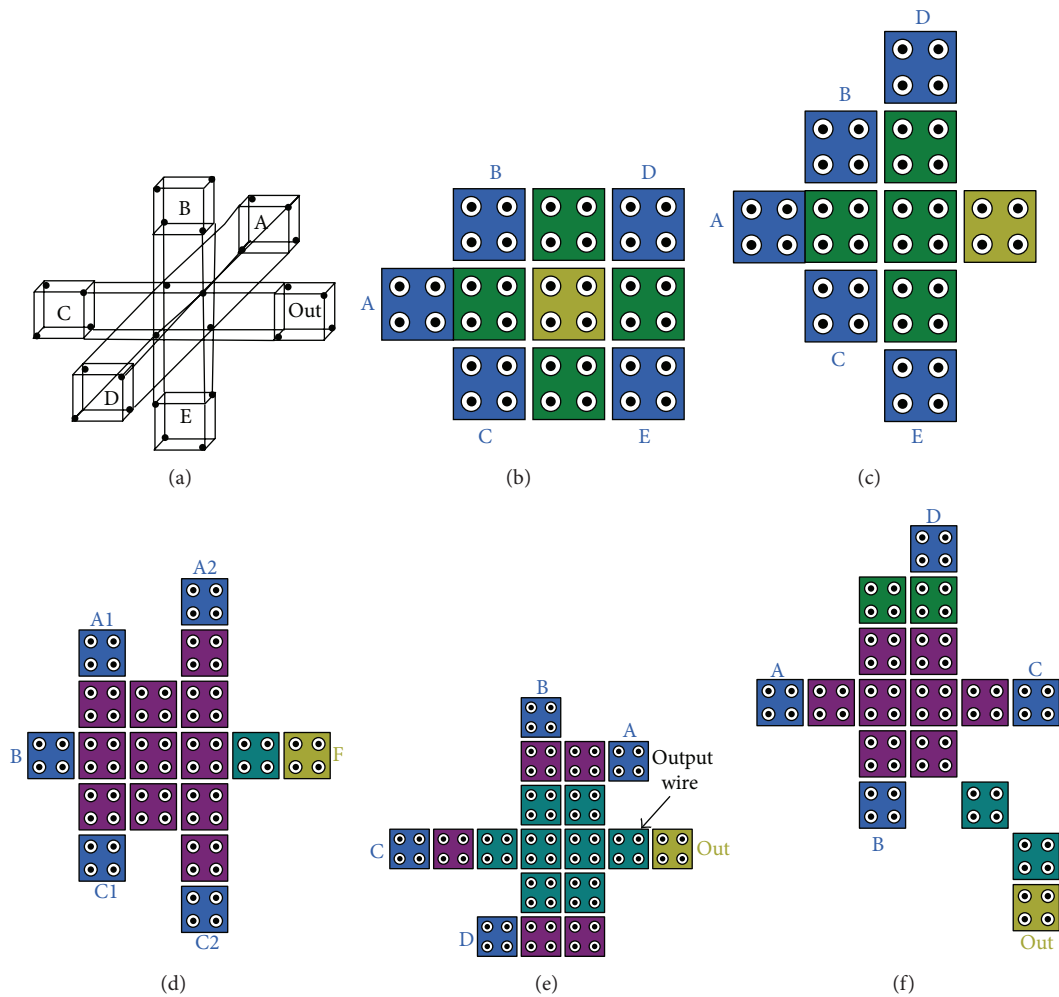 D
B
A
C
E
(c)
B
A
C
Out
D
E
(a)
B
D
A
C
E
(b)
A2
A1
B
F
C1
C2
(d)
B
A
Output
wire
C
Out
D
(e)
D
A
C
B
Out
(f)